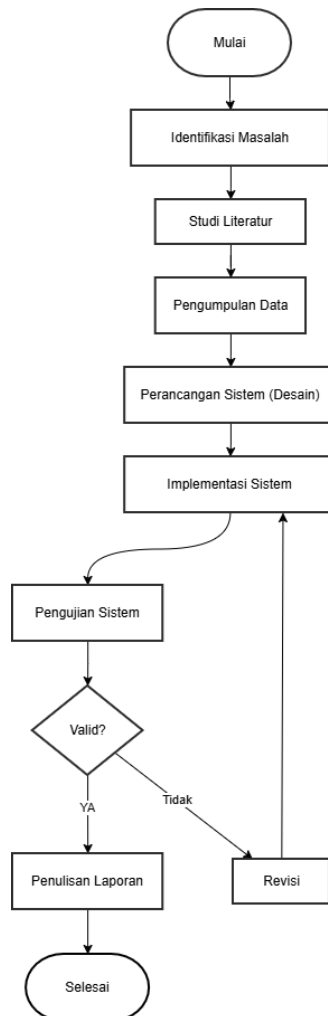 Mulai
Identifikasi Masalah
Studi Literatur
Pengumpulan Data
Perancangan Sistem (Desain)
Implementasi Sistem
Pengujian Sistem
Valid?
YA
Tidak
Penulisan Laporan
Revisi
Selesai